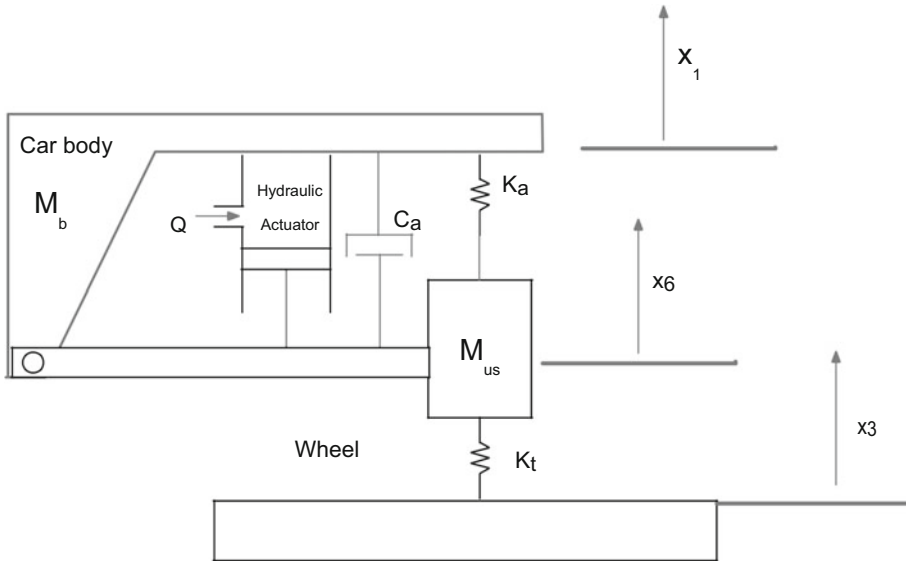 x1
Car body
Mb
Q
Hydraulic
Actuator
Ca
Ka
x6
Mus
x3
Wheel
Kt